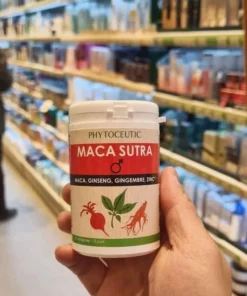 PHYTOCEUTIC
MACA SUTRA
♂
MACA, GINSENG, GINGEMBRE, ZINC